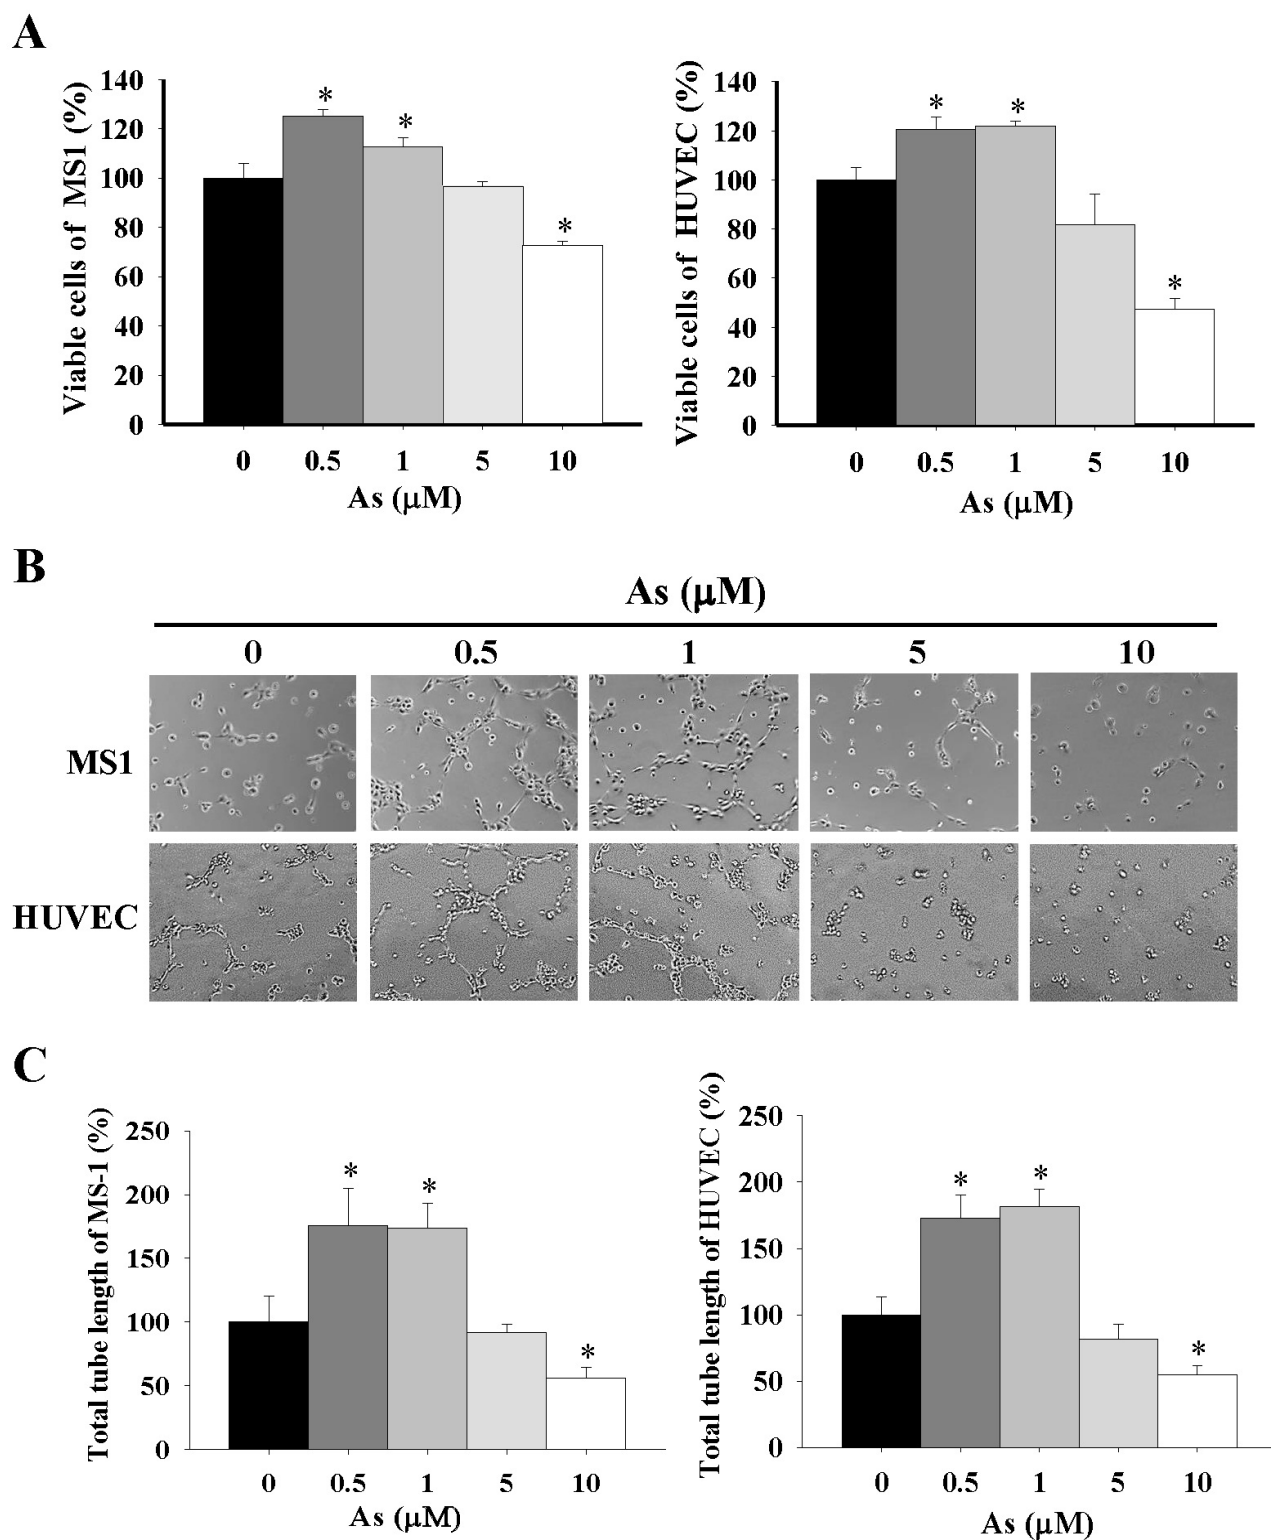 A
Viable cells of MS1 (%)
140
120
100
80
60
40
20
0
* * *
0 0.5 1 5 10
As (μM)
Viable cells of HUVEC (%)
140
120
100
80
60
40
20
0
* * *
0 0.5 1 5 10
As (μM)
B
As (μM)
0 0.5 1 5 10
MS1
HUVEC
C
Total tube length of MS-1 (%)
250
200
150
100
50
0
* * *
0 0.5 1 5 10
As (μM)
Total tube length of HUVEC (%)
250
200
150
100
50
0
* * *
0 0.5 1 5 10
As (μM)